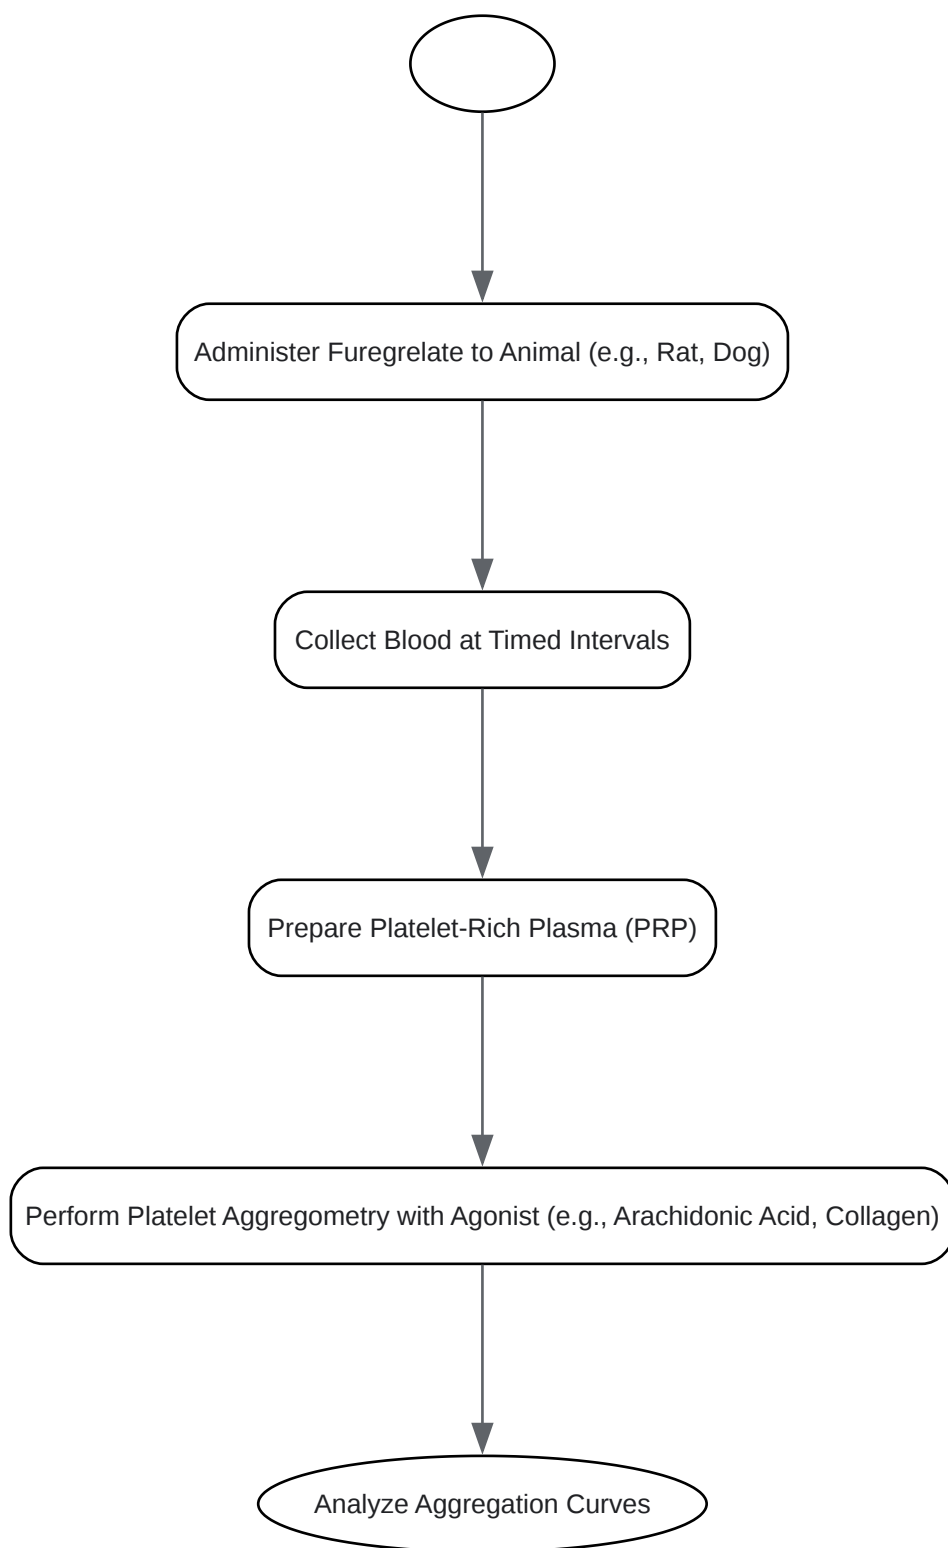 Administer Furegrelate to Animal (e.g., Rat, Dog)
Collect Blood at Timed Intervals
Prepare Platelet-Rich Plasma (PRP)
Perform Platelet Aggregometry with Agonist (e.g., Arachidonic Acid, Collagen)
Analyze Aggregation Curves